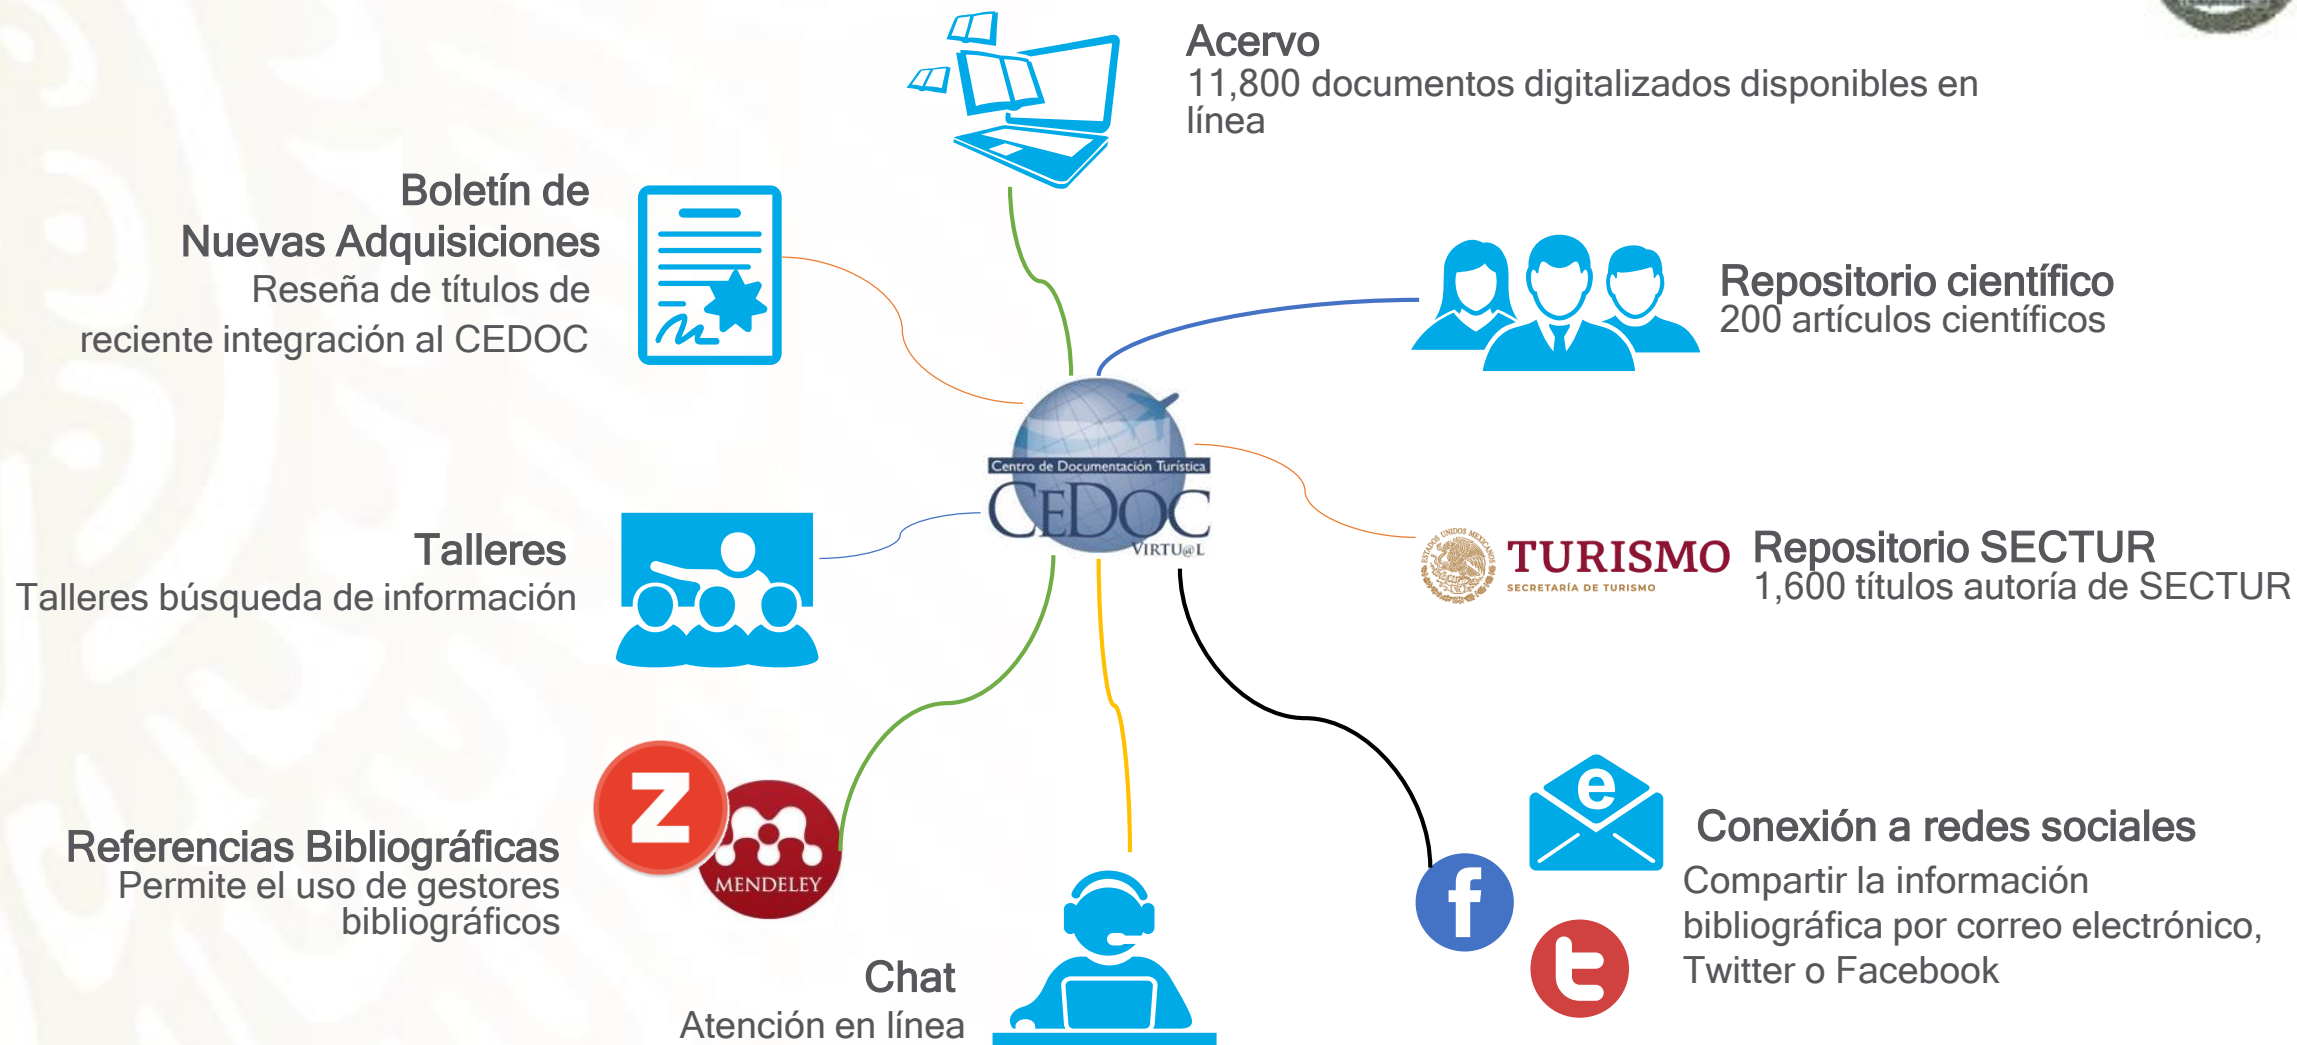 Acervo
11,800 documentos digitalizados disponibles en
línea
Boletín de
Nuevas Adquisiciones
Reseña de títulos de
reciente integración al CEDOC
Repositorio científico
200 artículos científicos
Centro de Documentación Turística
CEDOC
VIRTU@L
Talleres
Talleres búsqueda de información
ESTADOS UNIDOS MEXICANOS
TURISMO
SECRETARÍA DE TURISMO
Repositorio SECTUR
1,600 títulos autoría de SECTUR
Z
MENDELEY
Referencias Bibliográficas
Permite el uso de gestores
bibliográficos
e
f
t
Conexión a redes sociales
Compartir la información
bibliográfica por correo electrónico,
Twitter o Facebook
Chat
Atención en línea